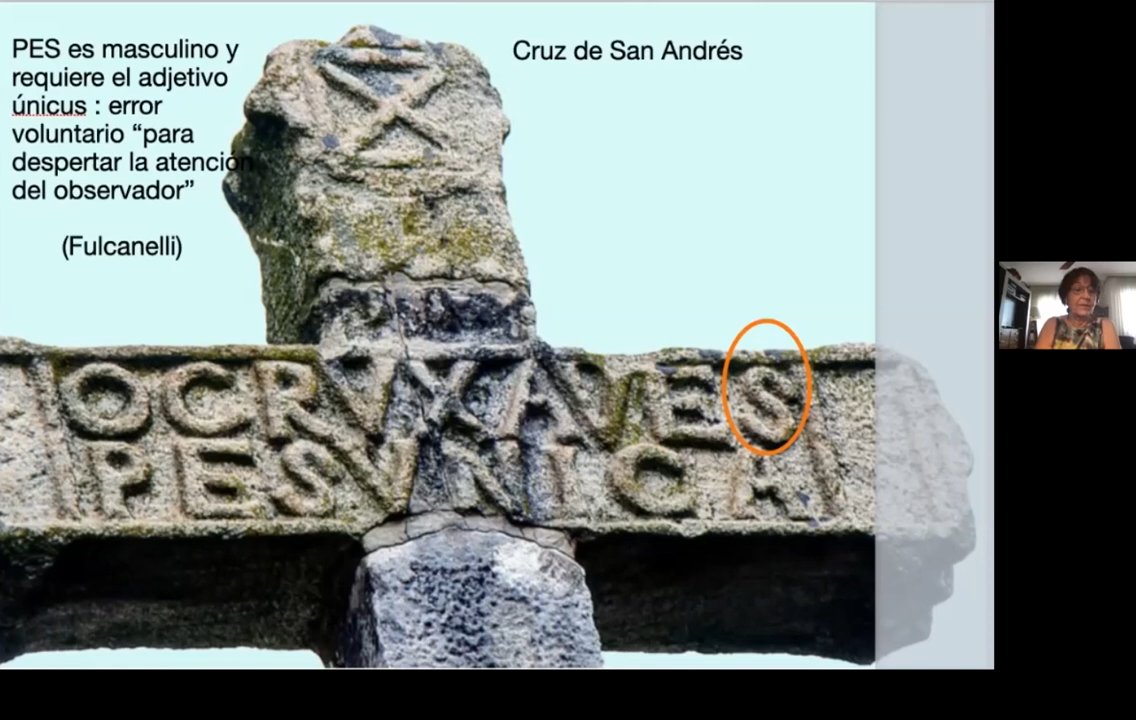 PES es masculino y
requiere el adjetivo
únicus : error
voluntario “para
despertar la atención
del observador”
(Fulcanelli)
Cruz de San Andrés
OCRVXAVES
PESVNICA